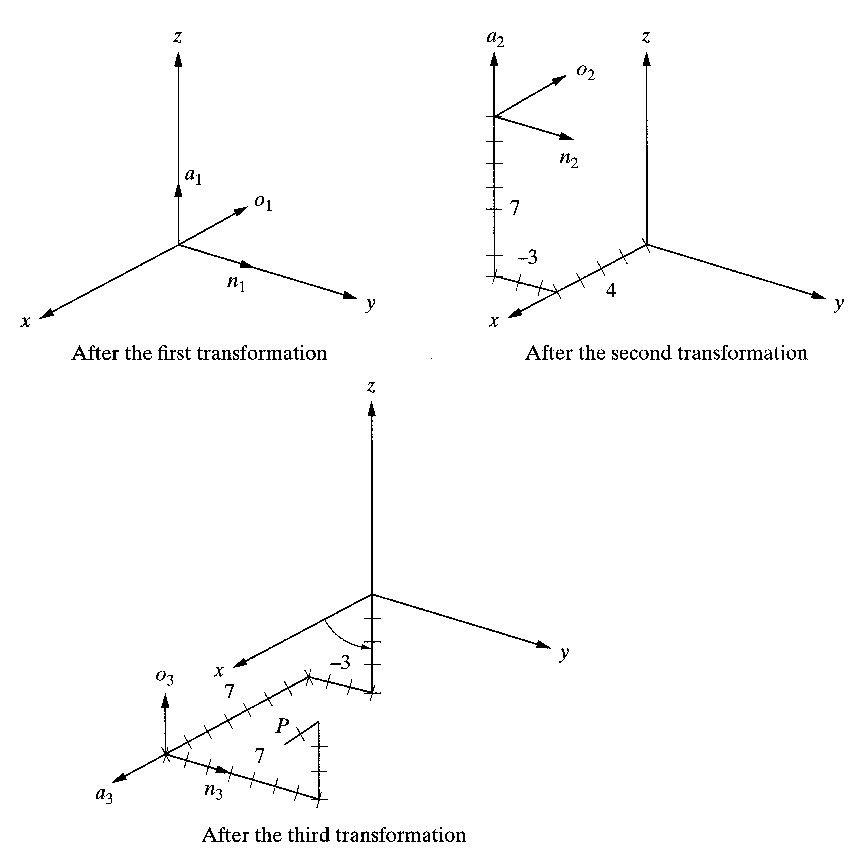 z
a1
o1
n1
x
y
After the first transformation
a2
z
o2
n2
7
–3
4
x
y
After the second transformation
z
x
y
–3
o3
7
P
7
a3
n3
After the third transformation